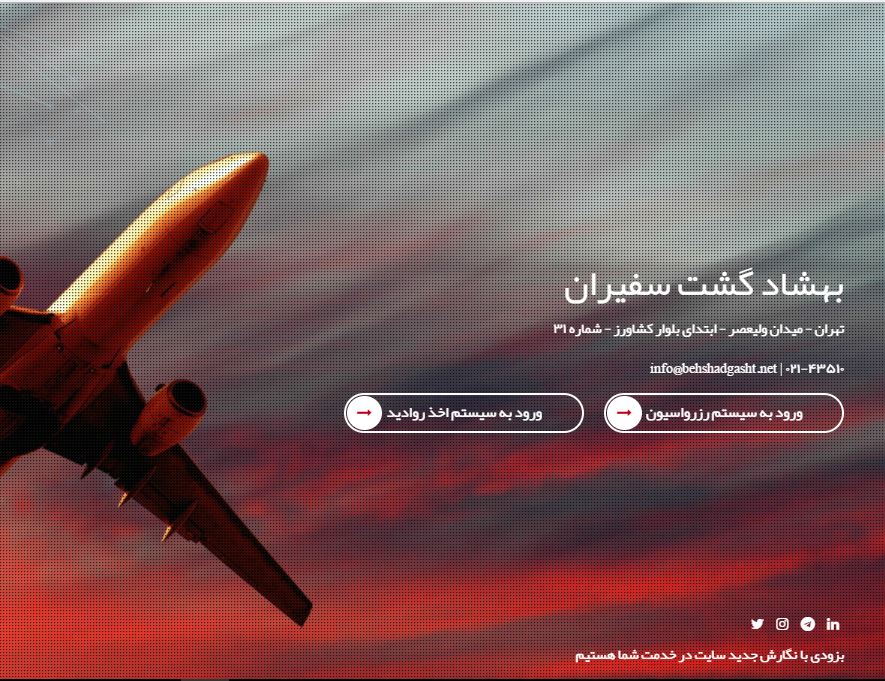 بهشاد گشت سفیران
تهران - میدان ولیعصر - ابتدای بلوار کشاورز - شماره ۳۱
۰۲۱-۴۳۵۱۰ | info@behshadgasht.net
ورود به سیستم رزرواسیون
ورود به سیستم اخذ روادید
بزودی با نگارش جدید سایت در خدمت شما هستیم